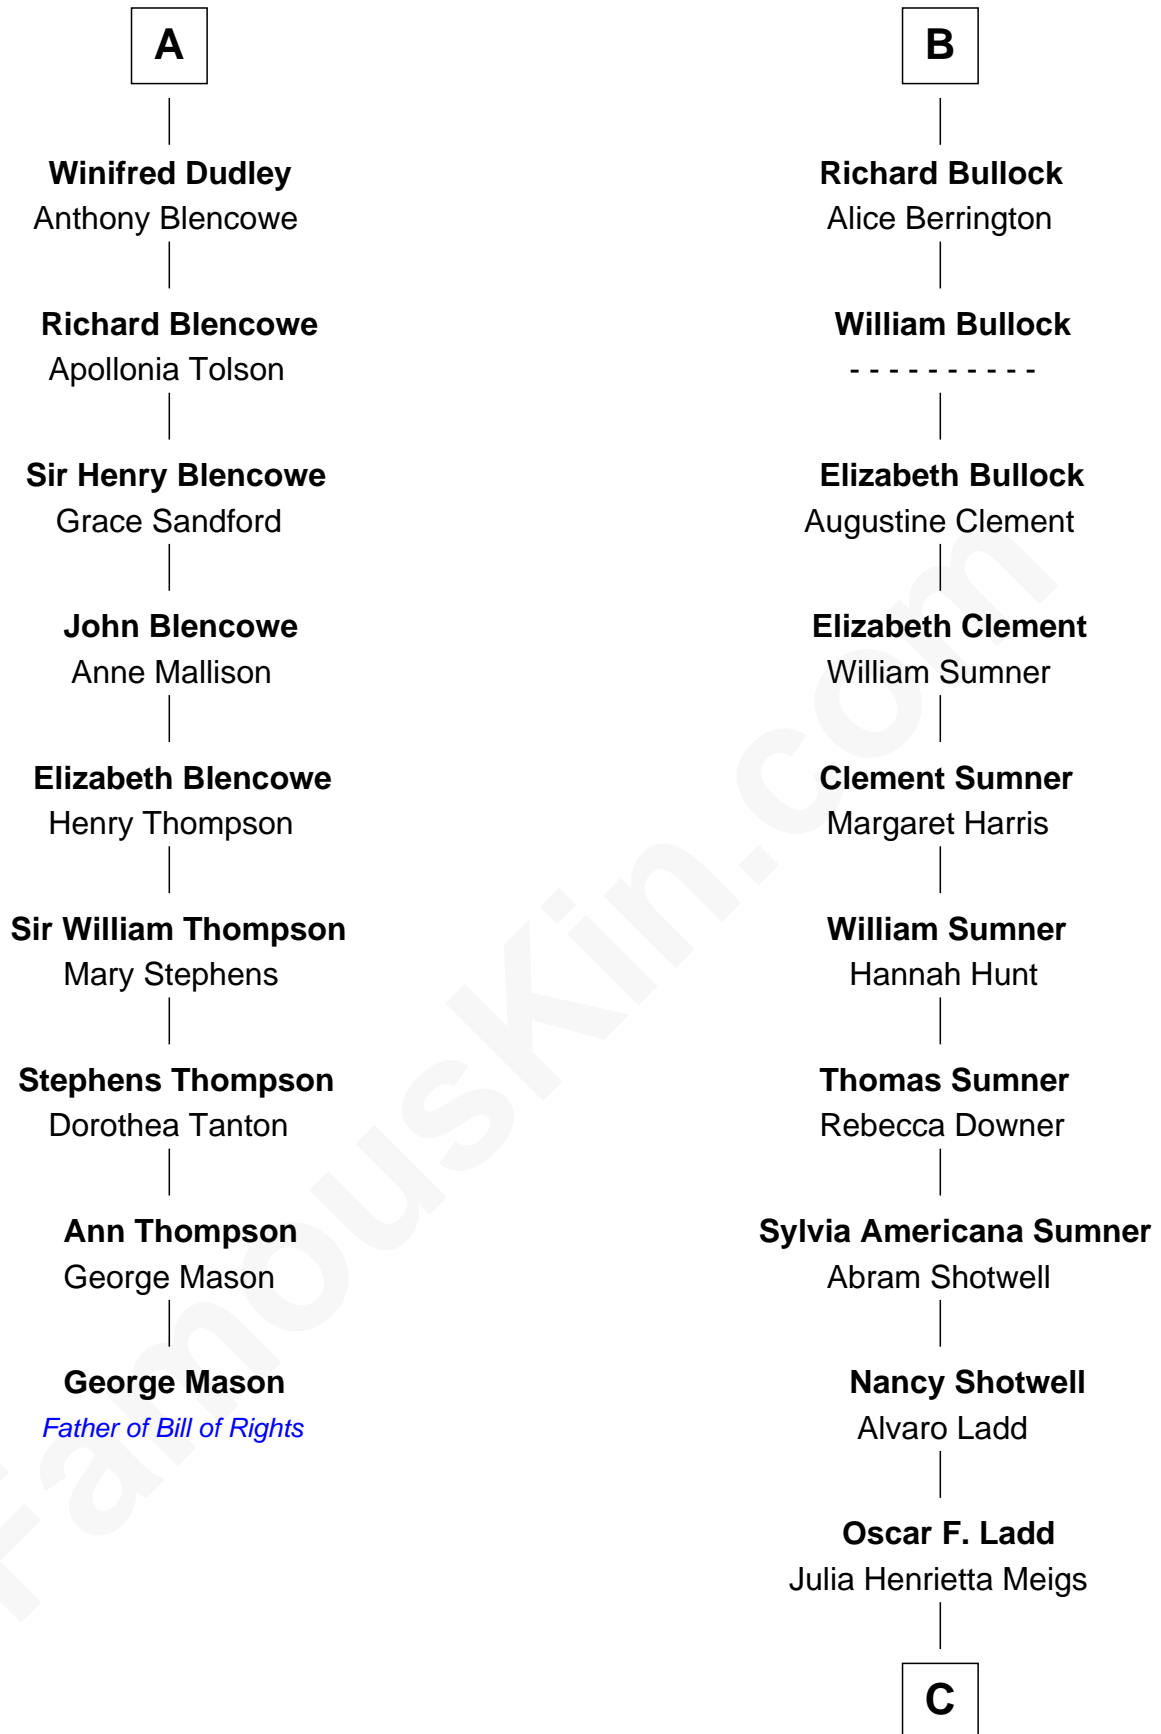 A
Winifred Dudley
Anthony Blencowe
Richard Blencowe
Apollonia Tolson
Sir Henry Blencowe
Grace Sandford
John Blencowe
Anne Mallison
Elizabeth Blencowe
Henry Thompson
Sir William Thompson
Mary Stephens
Stephens Thompson
Dorothea Tanton
Ann Thompson
George Mason
George Mason
Father of Bill of Rights
B
Richard Bullock
Alice Berrington
William Bullock
- - - - - - - - - -
Elizabeth Bullock
Augustine Clement
Elizabeth Clement
William Sumner
Clement Sumner
Margaret Harris
William Sumner
Hannah Hunt
Thomas Sumner
Rebecca Downer
Sylvia Americana Sumner
Abram Shotwell
Nancy Shotwell
Alvaro Ladd
Oscar F. Ladd
Julia Henrietta Meigs
C
FamousKin.com